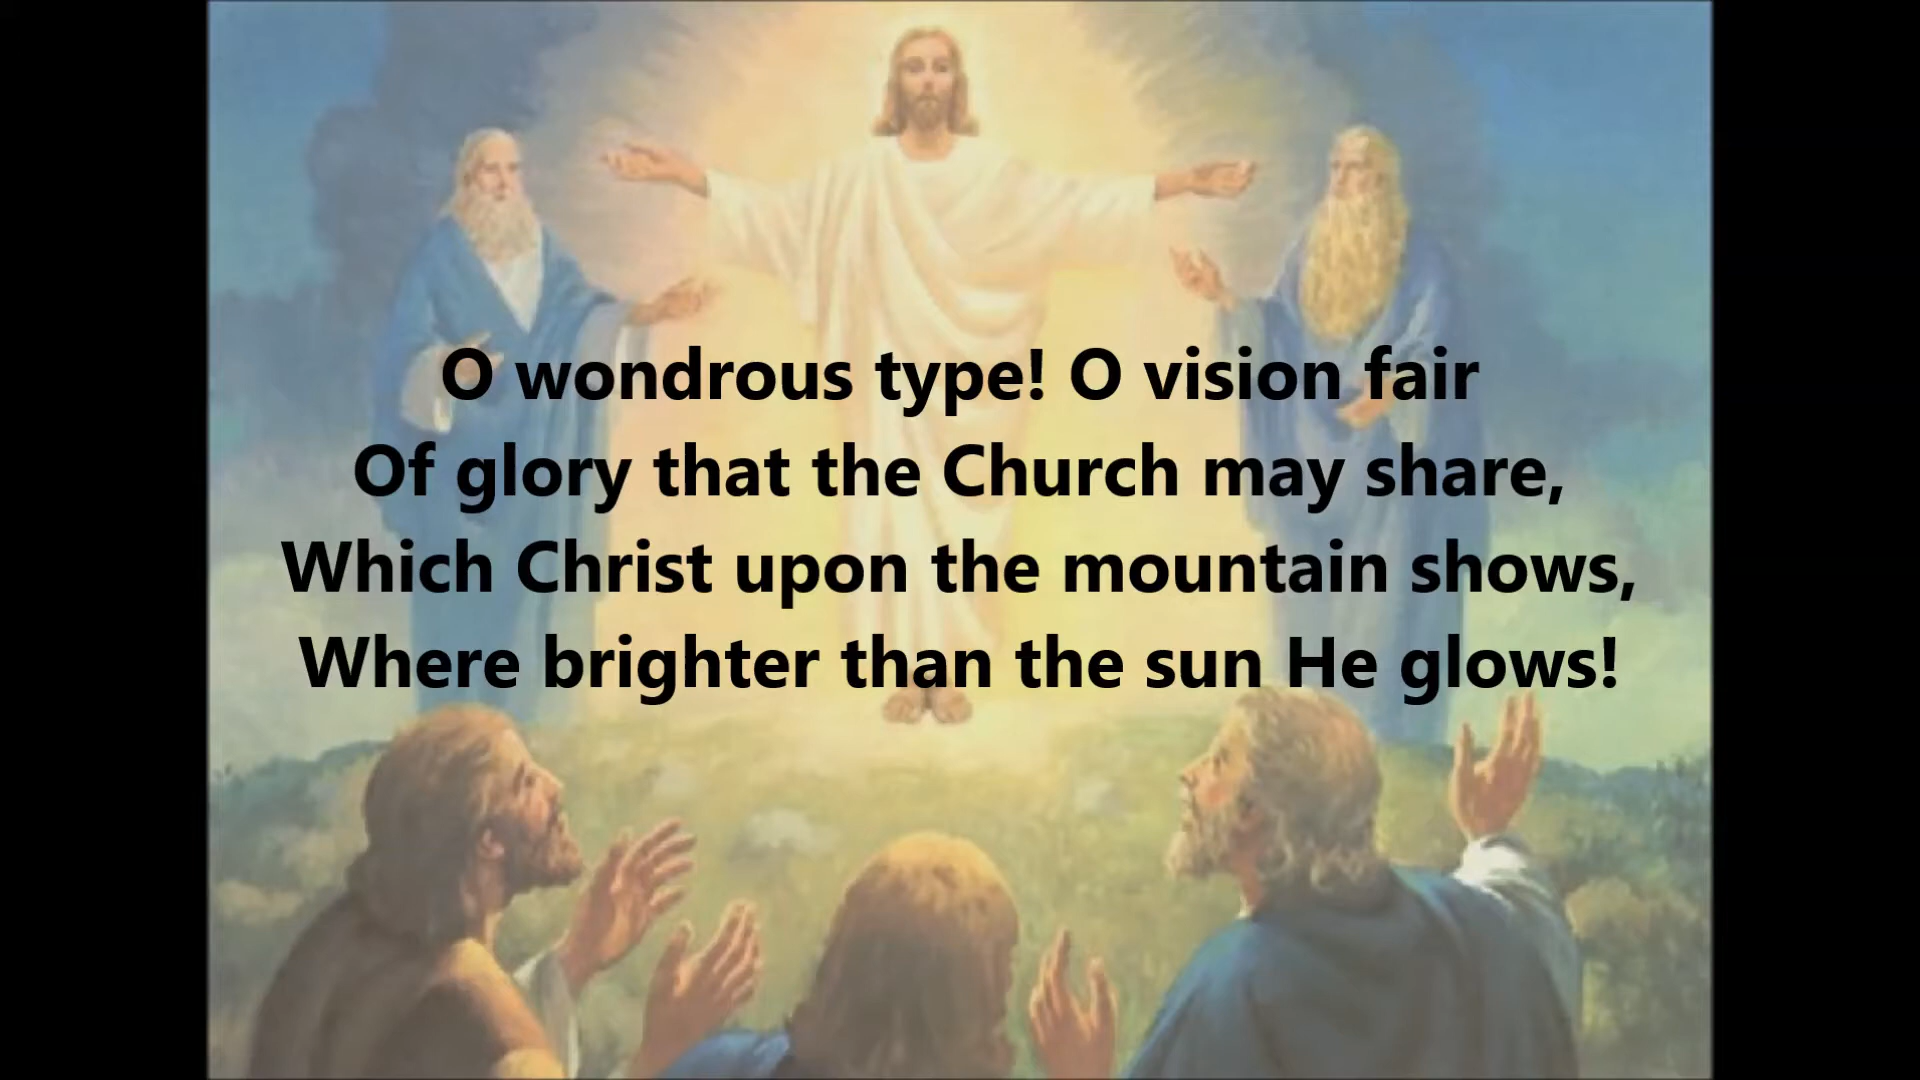 O wondrous type! O vision fair
Of glory that the Church may share,
Which Christ upon the mountain shows,
Where brighter than the sun He glows!